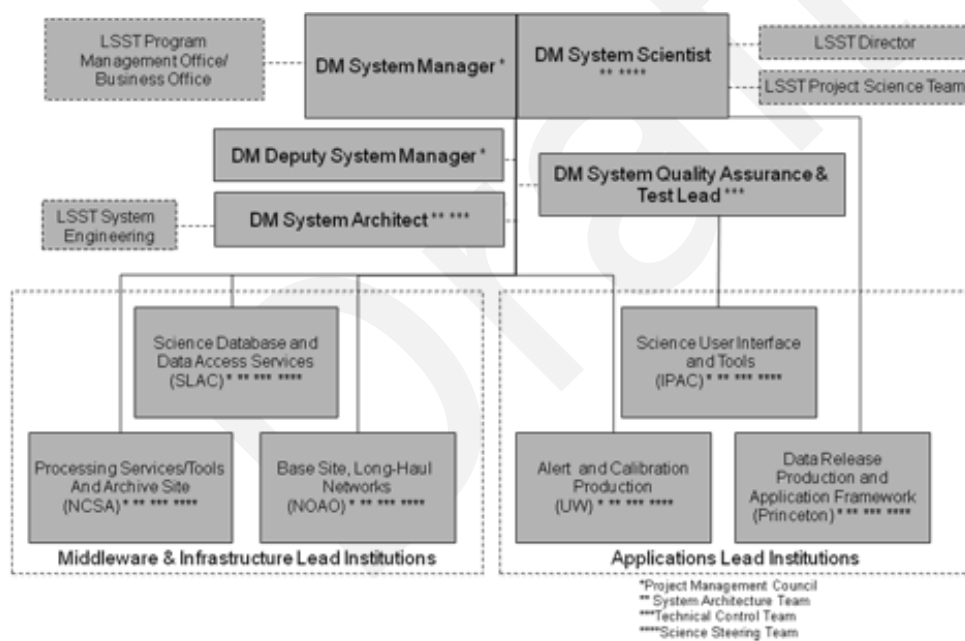 LSST Program
Management Office/
Business Office
DM System Manager *
DM System Scientist
** ****
LSST Director
LSST Project Science Team
DM Deputy System Manager *
DM System Quality Assurance &
Test Lead ***
LSST System
Engineering
DM System Architect ** ***
Science Database and
Data Access Services
(SLAC) * ** *** ****
Science User Interface
and Tools
(IPAC) * ** *** ****
Processing Services/Tools
And Archive Site
(NCSA) * ** *** ****
Base Site, Long-Haul
Networks
(NOAO) * ** *** ****
Alert and Calibration
Production
(UW) * ** *** ****
Data Release
Production and
Application Framework
(Princeton) * ** *** ****
Middleware & Infrastructure Lead Institutions
Applications Lead Institutions
*Project Management Council
** System Architecture Team
***Technical Control Team
****Science Steering Team